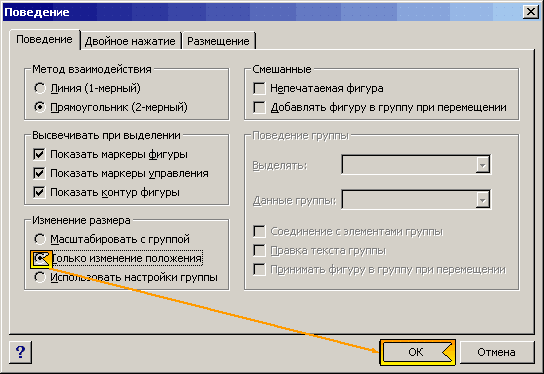 Поведение
Поведение
Двойное нажатие
Размещение
Метод взаимодействия
Линия (1-мерный)
Прямоугольник (2-мерный)
Высвечивать при выделении
Показать маркеры фигуры
Показать маркеры управления
Показать контур фигуры
Изменение размера
Масштабировать с группой
Только изменение положения
Использовать настройки группы
Смешанные
Непечатаемая фигура
Добавлять фигуру в группу при перемещении
Поведение группы
Выделять:
Данные группы:
Соединение с элементами группы
Правка текста группы
Принимать фигуру в группу при перемещении
?
ОК
Отмена